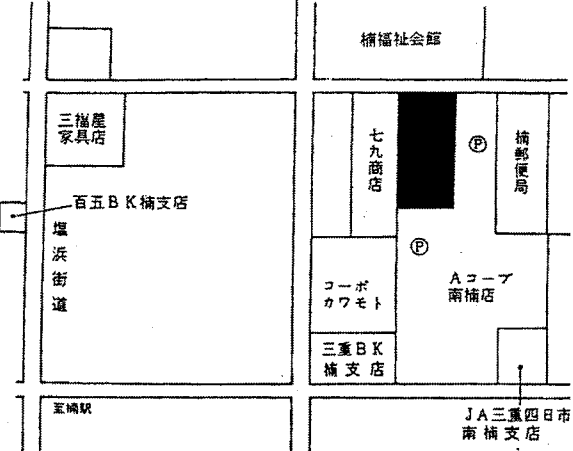 楠福祉会館
三福屋
家具店
七九商店
Ⓟ
楠郵便局
百五BK楠支店
塩浜街道
Ⓟ
Aコープ
南楠店
コーポ
カワモト
三重BK
楠支店
至楠駅
JA三重四日市
南楠支店